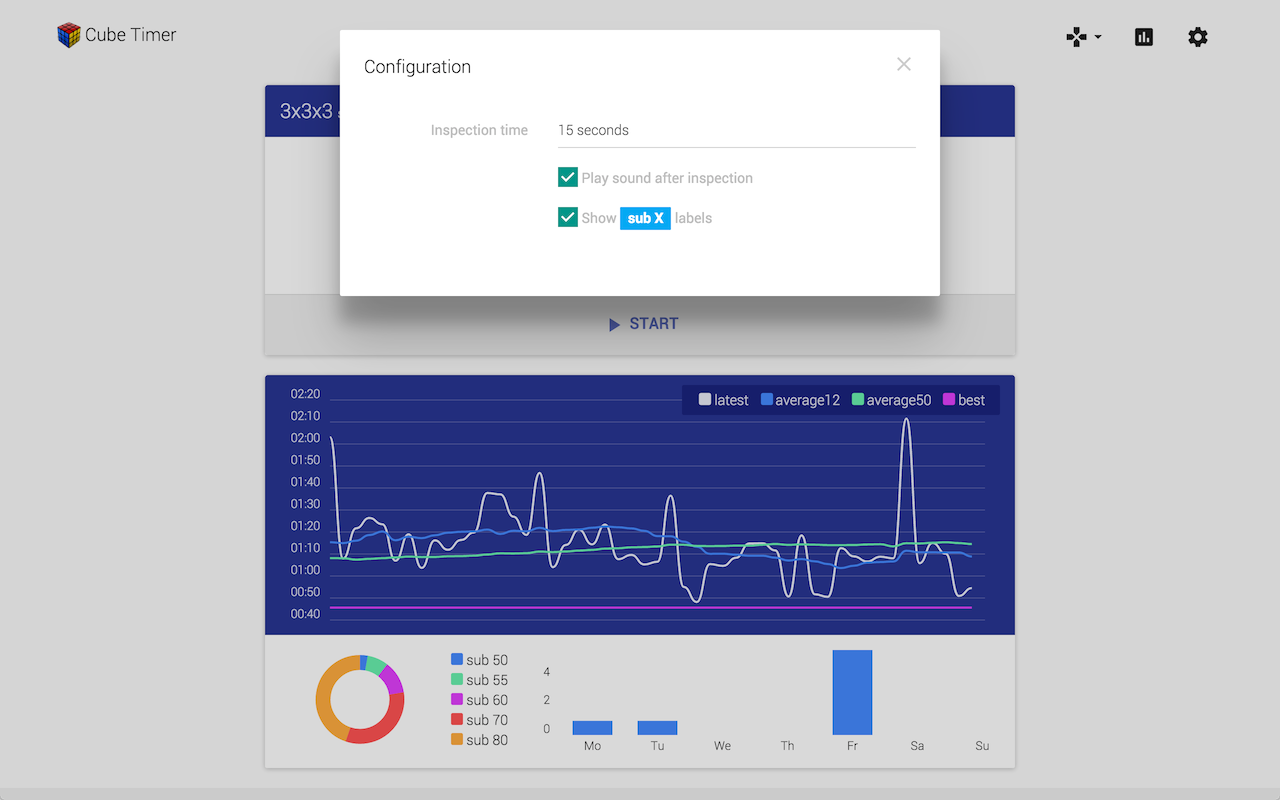 Cube Timer
Configuration
3x3x3
Inspection time 15 seconds
Play sound after inspection
Show sub X labels
START
latest average12 average50 best
02:20
02:10
02:00
01:50
01:40
01:30
01:20
01:10
01:00
00:50
00:40
sub 50
sub 55
sub 60
sub 70
sub 80
4
2
0
Mo Tu We Th Fr Sa Su